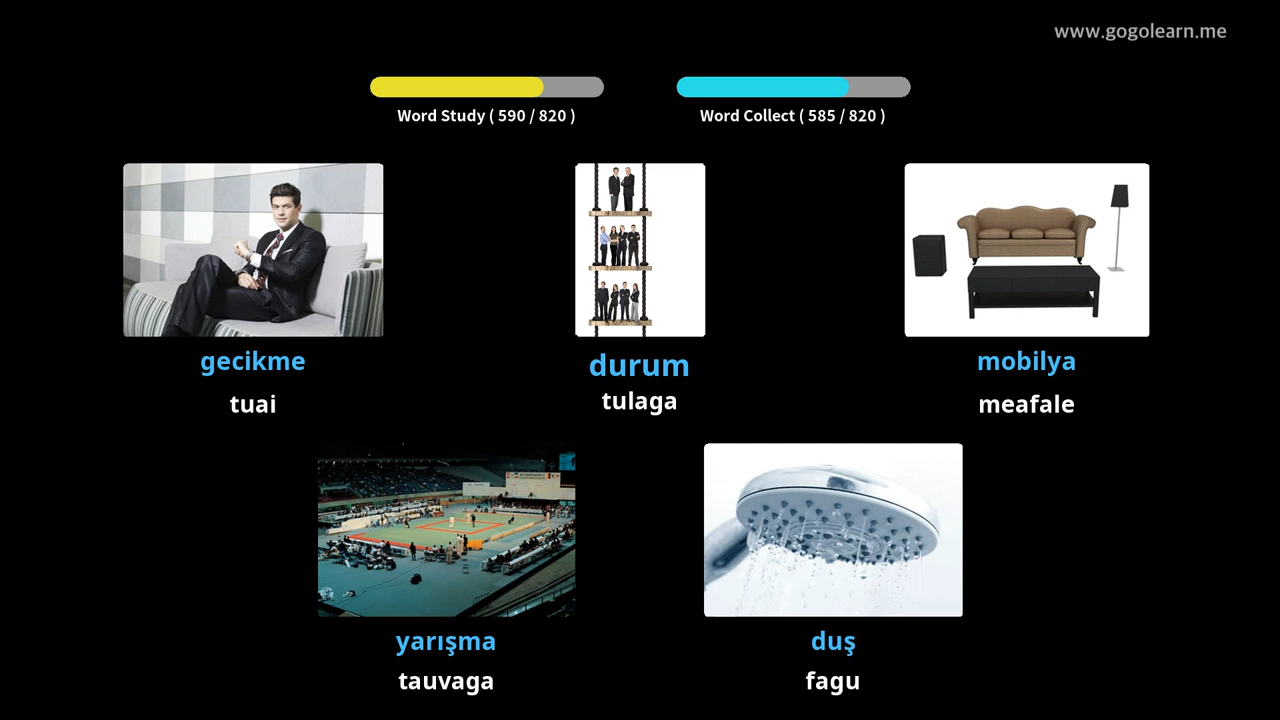 www.gogolearn.me
Word Study ( 590 / 820 )
Word Collect ( 585 / 820 )
gecikme
tuai
durum
tulaga
mobilya
meafale
yarışma
tauvaga
duş
fagu